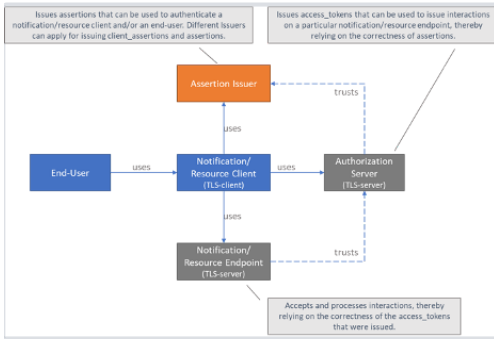 Issues assertions that can be used to authenticate a
notification/resource client and/or an end-user. Different Issuers
can apply for issuing client_assertions and assertions.
Issues access_tokens that can be used to issue interactions
on a particular notification/resource endpoint, thereby
relying on the correctness of assertions.
Assertion Issuer
trusts
uses
End-User
uses
Notification/
Resource Client
(TLS-client)
uses
Authorization
Server
(TLS-server)
uses
Notification/
Resource Endpoint
(TLS-server)
trusts
Accepts and processes interactions, thereby
relying on the correctness of the access_tokens
that were issued.